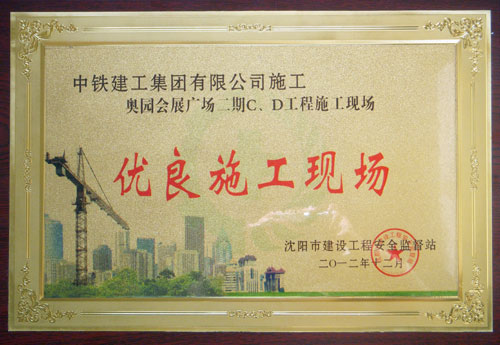 中铁建工集团有限公司施工
奥园会展广场二期C、D工程施工现场
优良施工现场
沈阳市建设工程安全监督站
二〇一二年十二月